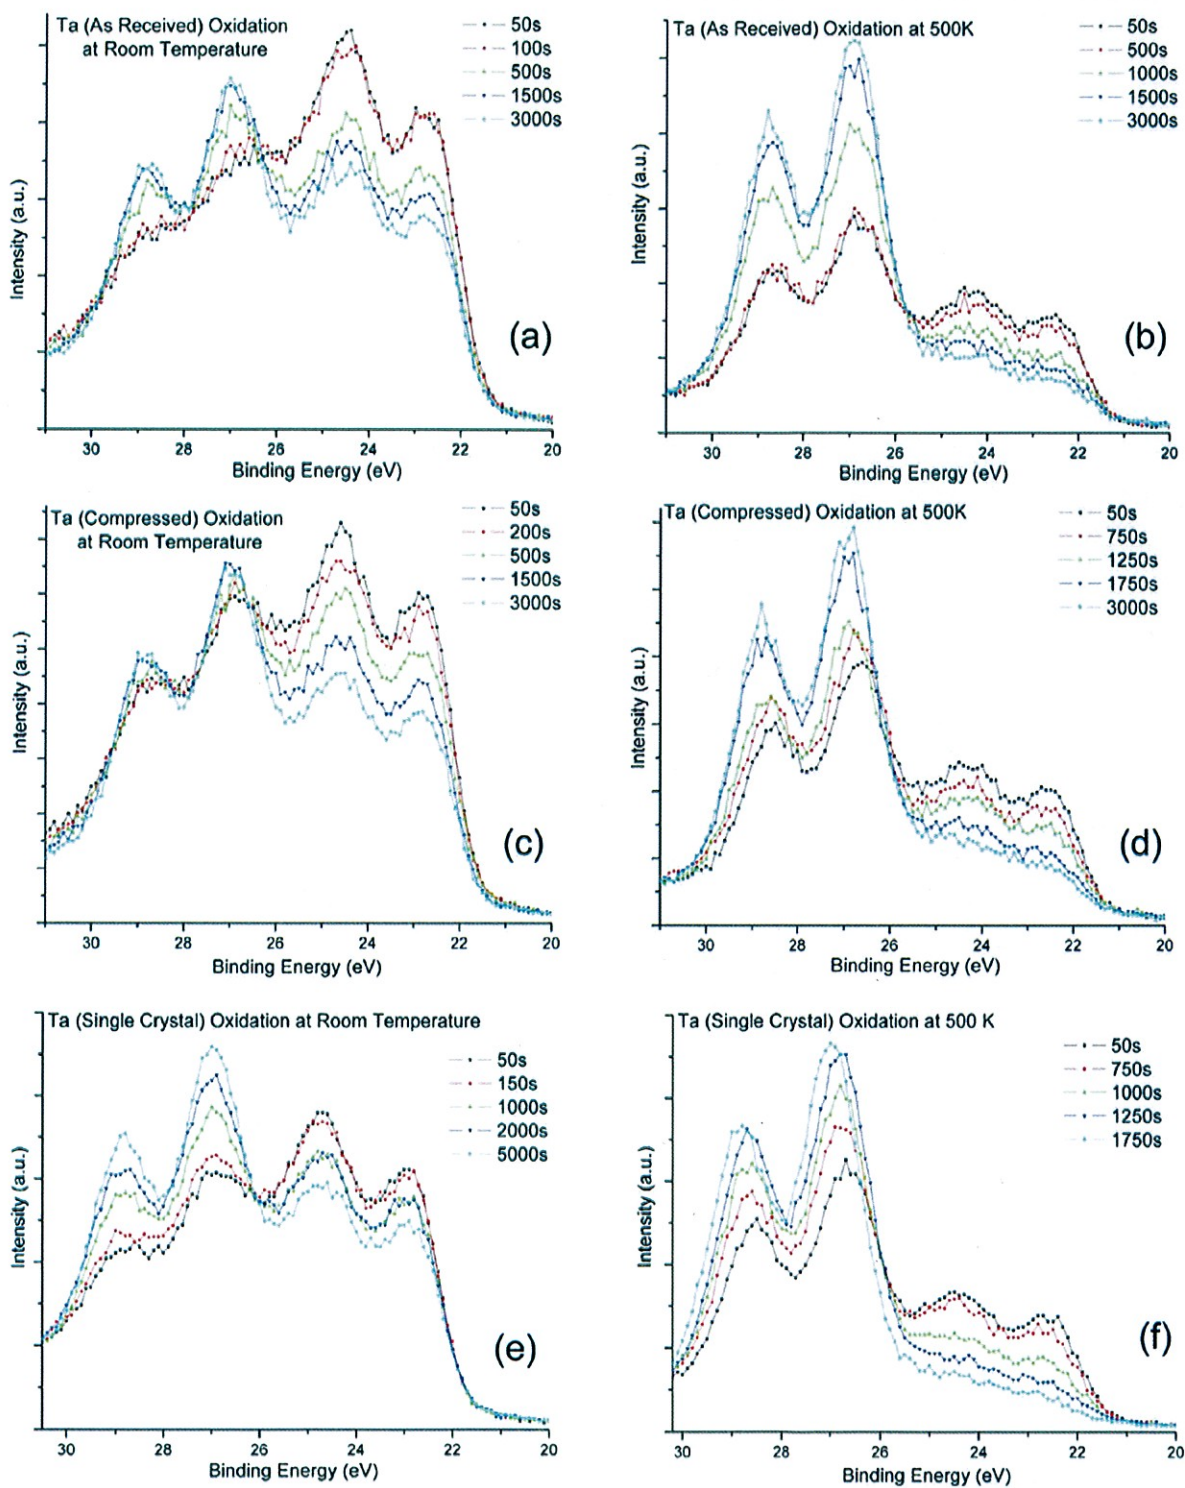 Ta (As Received) Oxidation
at Room Temperature
50s
100s
500s
1500s
3000s
(a)
Intensity (a.u.)
30 28 26 24 22 20
Binding Energy (eV)
Ta (As Received) Oxidation at 500K
50s
500s
1000s
1500s
3000s
(b)
Intensity (a.u.)
30 28 26 24 22 20
Binding Energy (eV)
Ta (Compressed) Oxidation
at Room Temperature
50s
200s
500s
1500s
3000s
(c)
Intensity (a.u.)
30 28 26 24 22 20
Binding Energy (eV)
Ta (Compressed) Oxidation at 500K
50s
750s
1250s
1750s
3000s
(d)
Intensity (a.u.)
30 28 26 24 22 20
Binding Energy (eV)
Ta (Single Crystal) Oxidation at Room Temperature
50s
150s
1000s
2000s
5000s
(e)
Intensity (a.u.)
30 28 26 24 22 20
Binding Energy (eV)
Ta (Single Crystal) Oxidation at 500 K
50s
750s
1000s
1250s
1750s
(f)
Intensity (a.u.)
30 28 26 24 22 20
Binding Energy (eV)